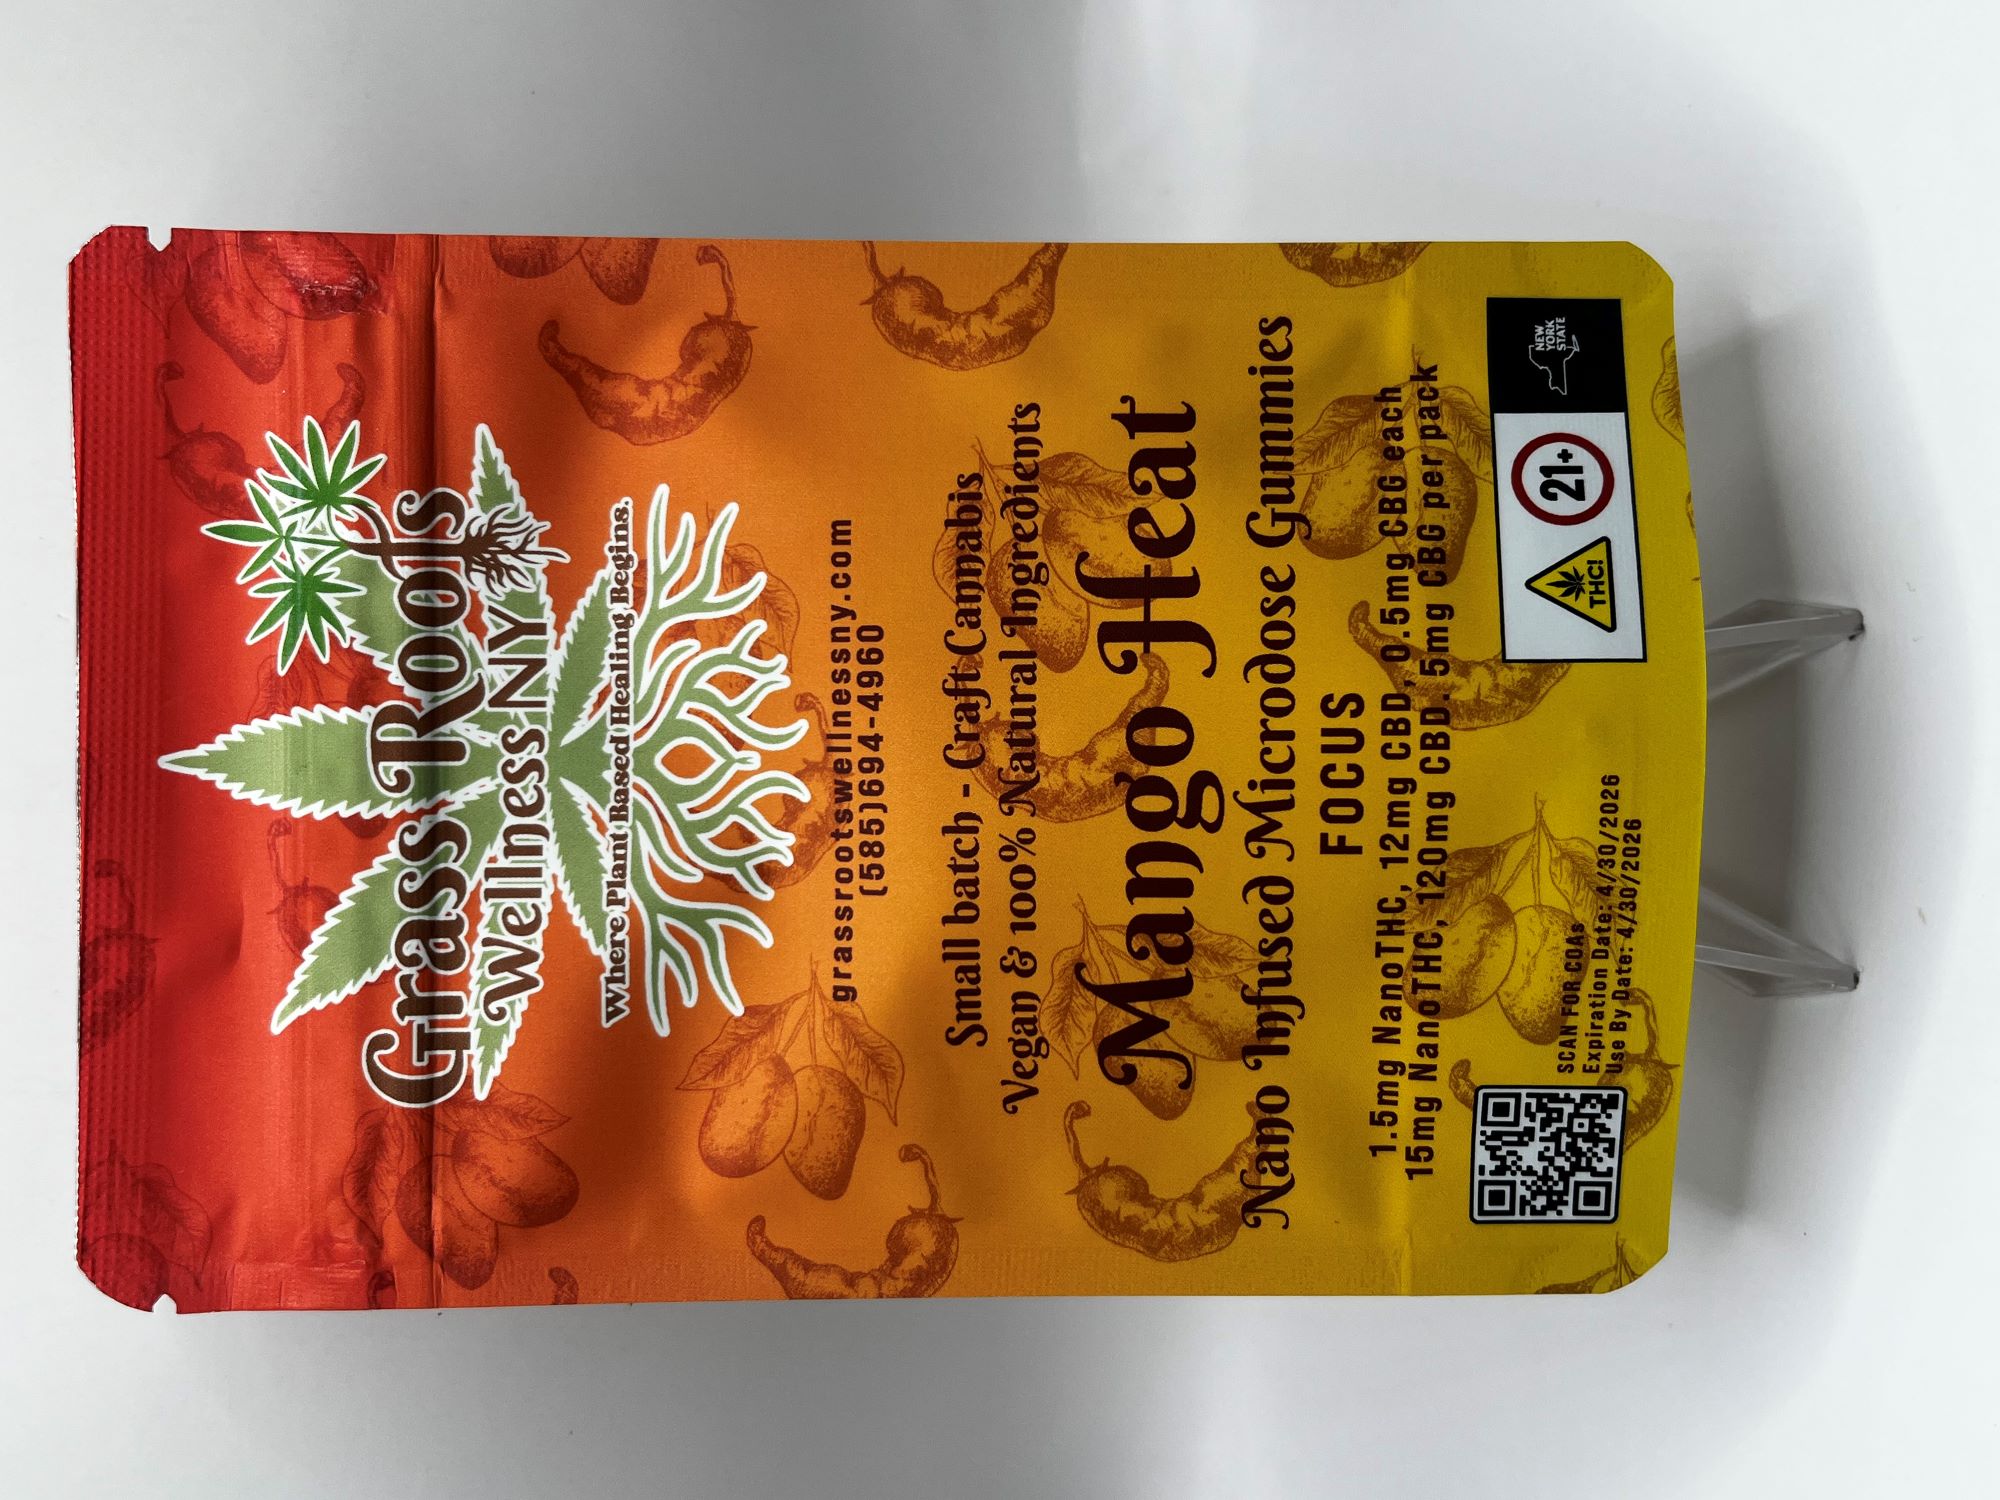 Grass Roots
Wellness NY
Where Plant Based Healing Begins.
grassrootswellnessny.com
(585)694-4960
Small batch - Craft Cannabis
Vegan & 100% Natural Ingredients
Mango Heat
Nano Infused Microdose Gummies
FOCUS
1.5mg NanoTHC, 12mg CBD, 0.5mg CBG each
15mg NanoTHC, 120mg CBD. 5mg CBG per pack
SCAN FOR COAs
Expiration Date: 4/30/2026
Use By Date: 4/30/2026
THC!
21+
NEW
YORK
STATE